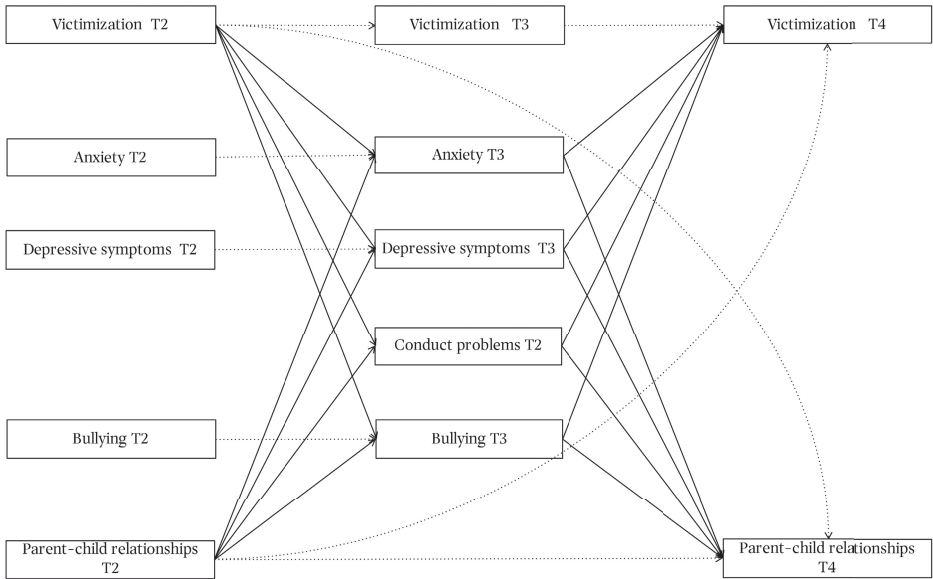 Victimization T2
Victimization T3
Victimization T4
Anxiety T2
Anxiety T3
Depressive symptoms T2
Depressive symptoms T3
Conduct problems T2
Bullying T2
Bullying T3
Parent-child relationships
T2
Parent-child relationships
T4